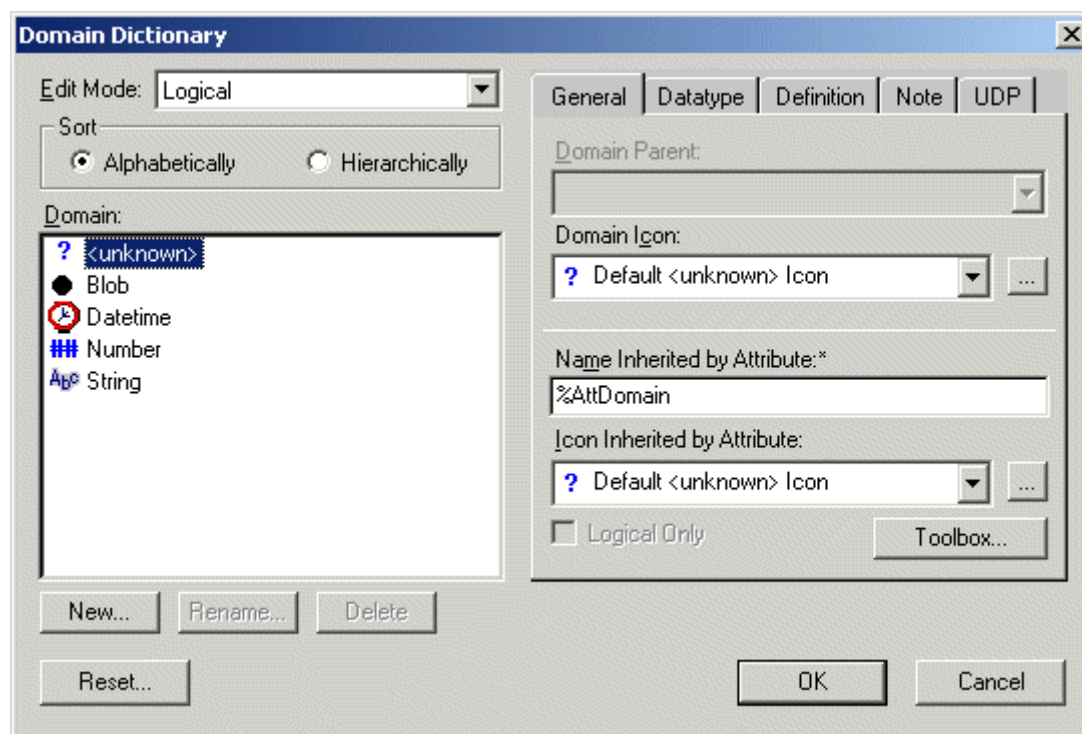 Domain Dictionary
Edit Mode: Logical
Sort
Alphabetically Hierarchically
Domain:
? <unknown>
Blob
Datetime
## Number
Abc String
New... Rename... Delete
Reset...
General Datatype Definition Note UDP
Domain Parent:
Domain Icon:
? Default <unknown> Icon ...
Name Inherited by Attribute:*
%AttDomain
Icon Inherited by Attribute:
? Default <unknown> Icon ...
Logical Only Toolbox...
OK Cancel